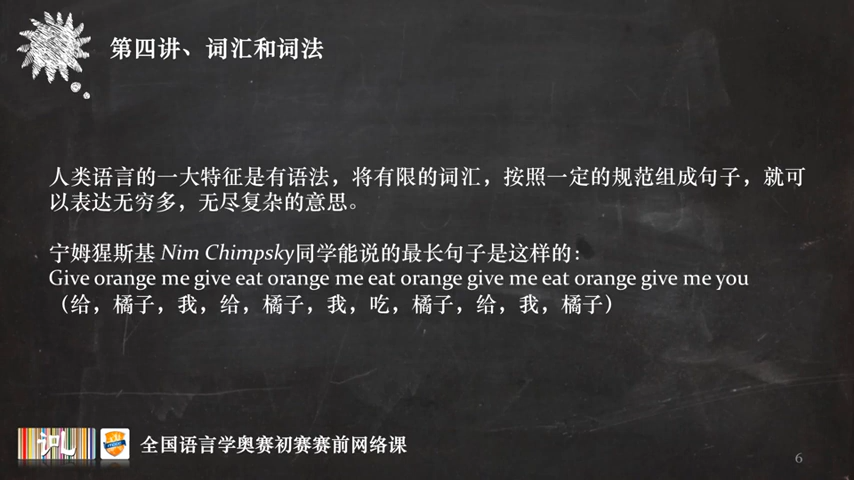 第四讲、词汇和词法
人类语言的一大特征是有语法，将有限的词汇，按照一定的规范组成句子，就可
以表达无穷多，无尽复杂的意思。
宁姆猩斯基 Nim Chimpsky同学能说的最长句子是这样的：
Give orange me give eat orange me eat orange give me eat orange give me you
（给，橘子，我，给，橘子，我，吃，橘子，给，我，橘子）
全国语言学奥赛初赛赛前网络课
6